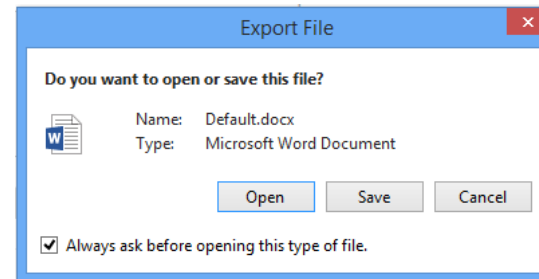 Export File
Do you want to open or save this file?
Name: Default.docx
Type: Microsoft Word Document
Open Save Cancel
Always ask before opening this type of file.